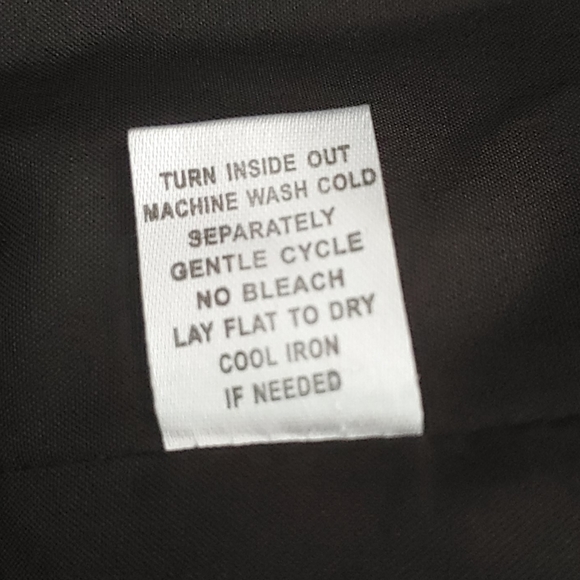 TURN INSIDE OUT
MACHINE WASH COLD
SEPARATELY
GENTLE CYCLE
NO BLEACH
LAY FLAT TO DRY
COOL IRON
IF NEEDED